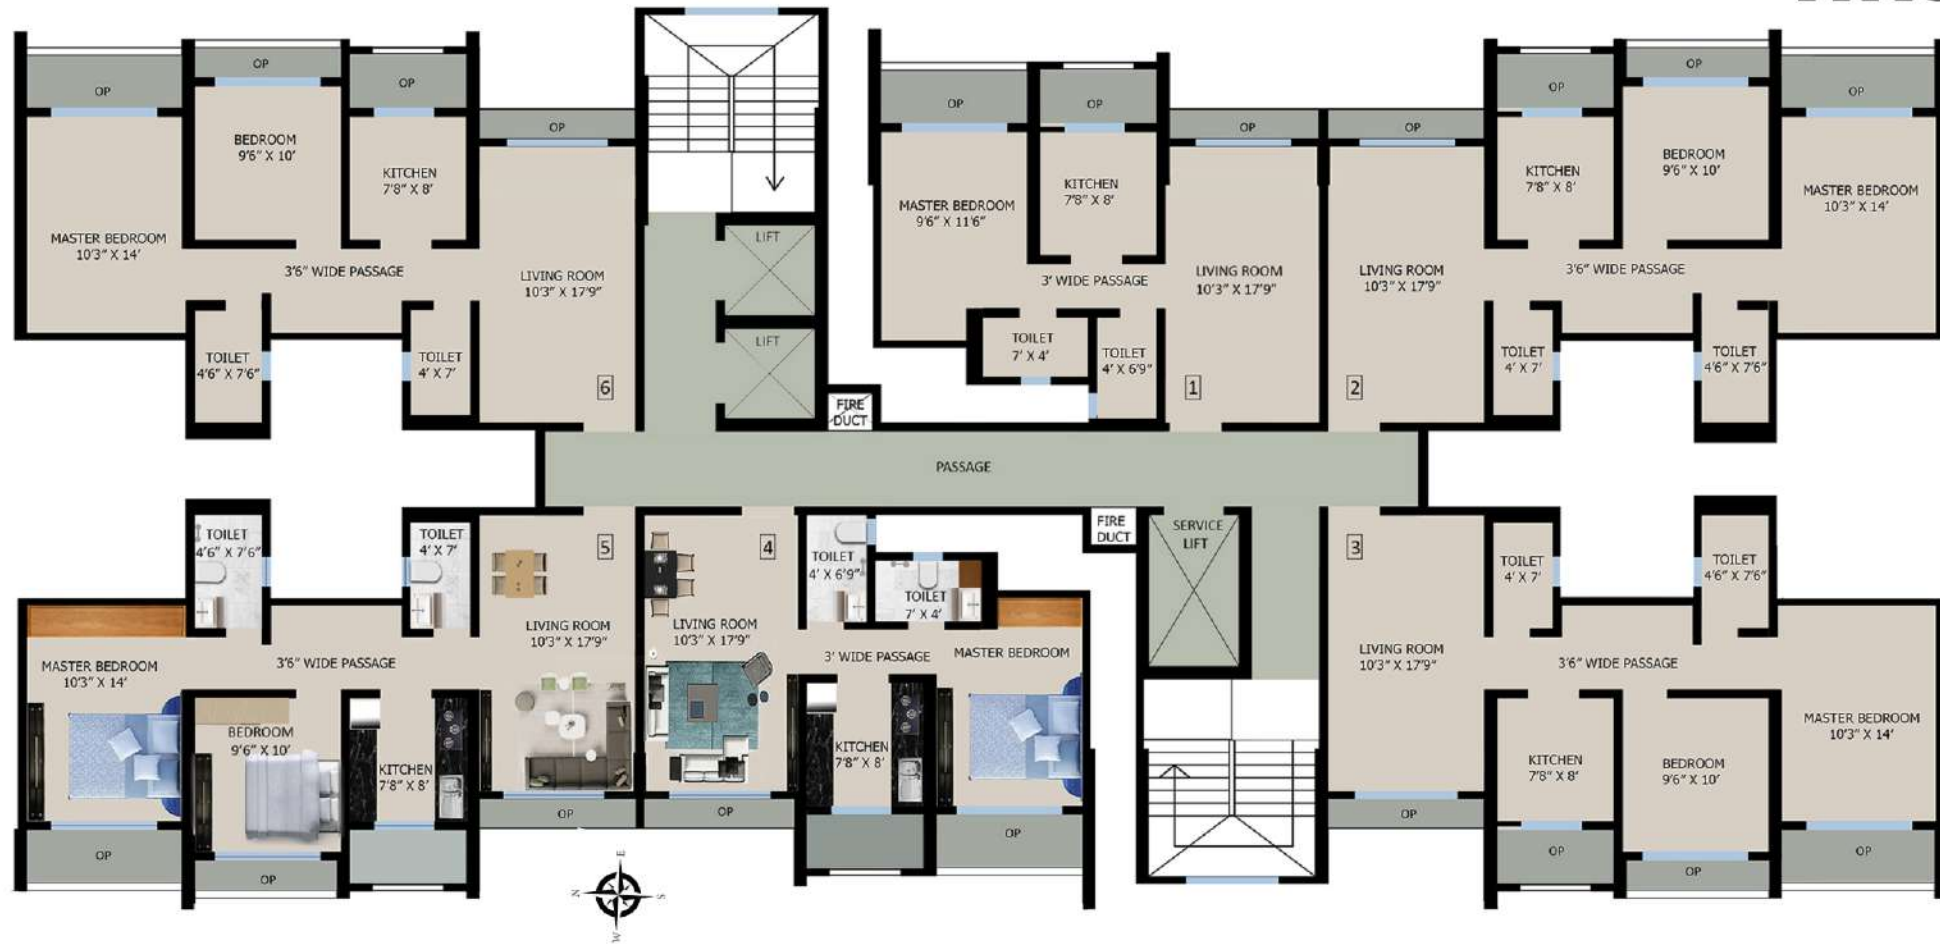 OP
BEDROOM
9'6" X 10'
OP
KITCHEN
7'8" X 8'
OP
MASTER BEDROOM
10'3" X 14'
3'6" WIDE PASSAGE
OP
LIVING ROOM
10'3" X 17'9"
TOILET
4'6" X 7'6"
TOILET
4' X 7'
6
LIFT
LIFT
FIRE
DUCT
OP
MASTER BEDROOM
9'6" X 11'6"
OP
KITCHEN
7'8" X 8'
3' WIDE PASSAGE
TOILET
7' X 4'
TOILET
4' X 6'9"
OP
LIVING ROOM
10'3" X 17'9"
1
OP
LIVING ROOM
10'3" X 17'9"
2
OP
KITCHEN
7'8" X 8'
OP
BEDROOM
9'6" X 10'
OP
MASTER BEDROOM
10'3" X 14'
3'6" WIDE PASSAGE
TOILET
4' X 7'
TOILET
4'6" X 7'6"
PASSAGE
TOILET
4'6" X 7'6"
TOILET
4' X 7'
5
LIVING ROOM
10'3" X 17'9"
3'6" WIDE PASSAGE
MASTER BEDROOM
10'3" X 14'
BEDROOM
9'6" X 10'
KITCHEN
7'8" X 8'
OP
OP
OP
4
LIVING ROOM
10'3" X 17'9"
TOILET
4' X 6'9"
TOILET
7' X 4'
3' WIDE PASSAGE
MASTER BEDROOM
KITCHEN
7'8" X 8'
OP
OP
FIRE
DUCT
SERVICE
LIFT
3
LIVING ROOM
10'3" X 17'9"
TOILET
4' X 7'
TOILET
4'6" X 7'6"
3'6" WIDE PASSAGE
MASTER BEDROOM
10'3" X 14'
KITCHEN
7'8" X 8'
BEDROOM
9'6" X 10'
OP
OP
OP
OP
E
N
S
W